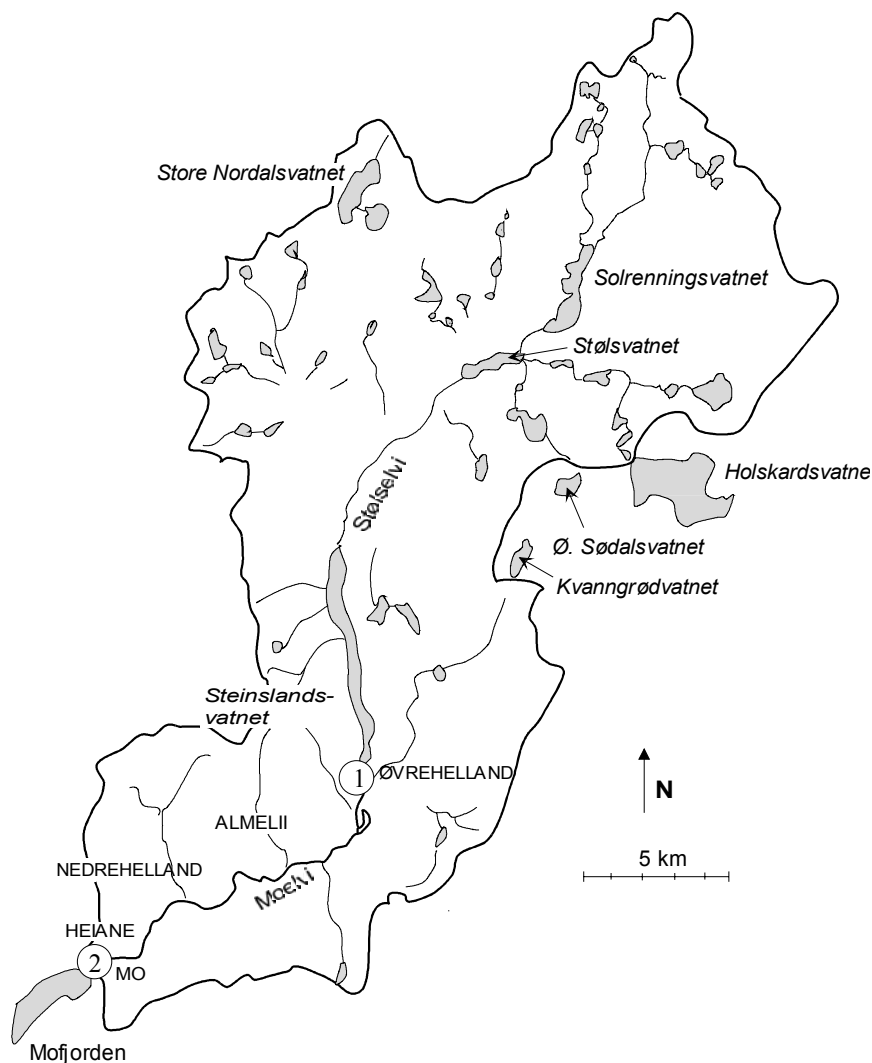 Store Nordalsvatnet
Solrenningsvatnet
Stølsvatnet
Holskardsvatne
Stølselvi
Ø. Sødalsvatnet
Kvanngrødvatnet
Steinslands-
vatnet
1 ØVREHELLAND
N
ALMELII
5 km
NEDREHELLAND
Moelvi
HEIANE
2 MO
Mofjorden